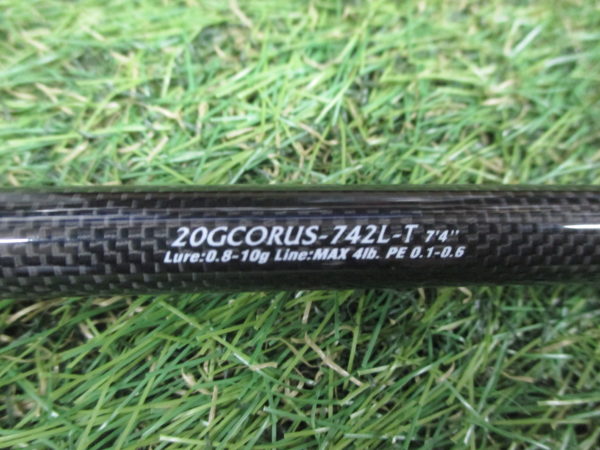 20GCORUS-742L-T 7'4"
Lure:0.8-10g Line:MAX 4lb. PE 0.1-0.6